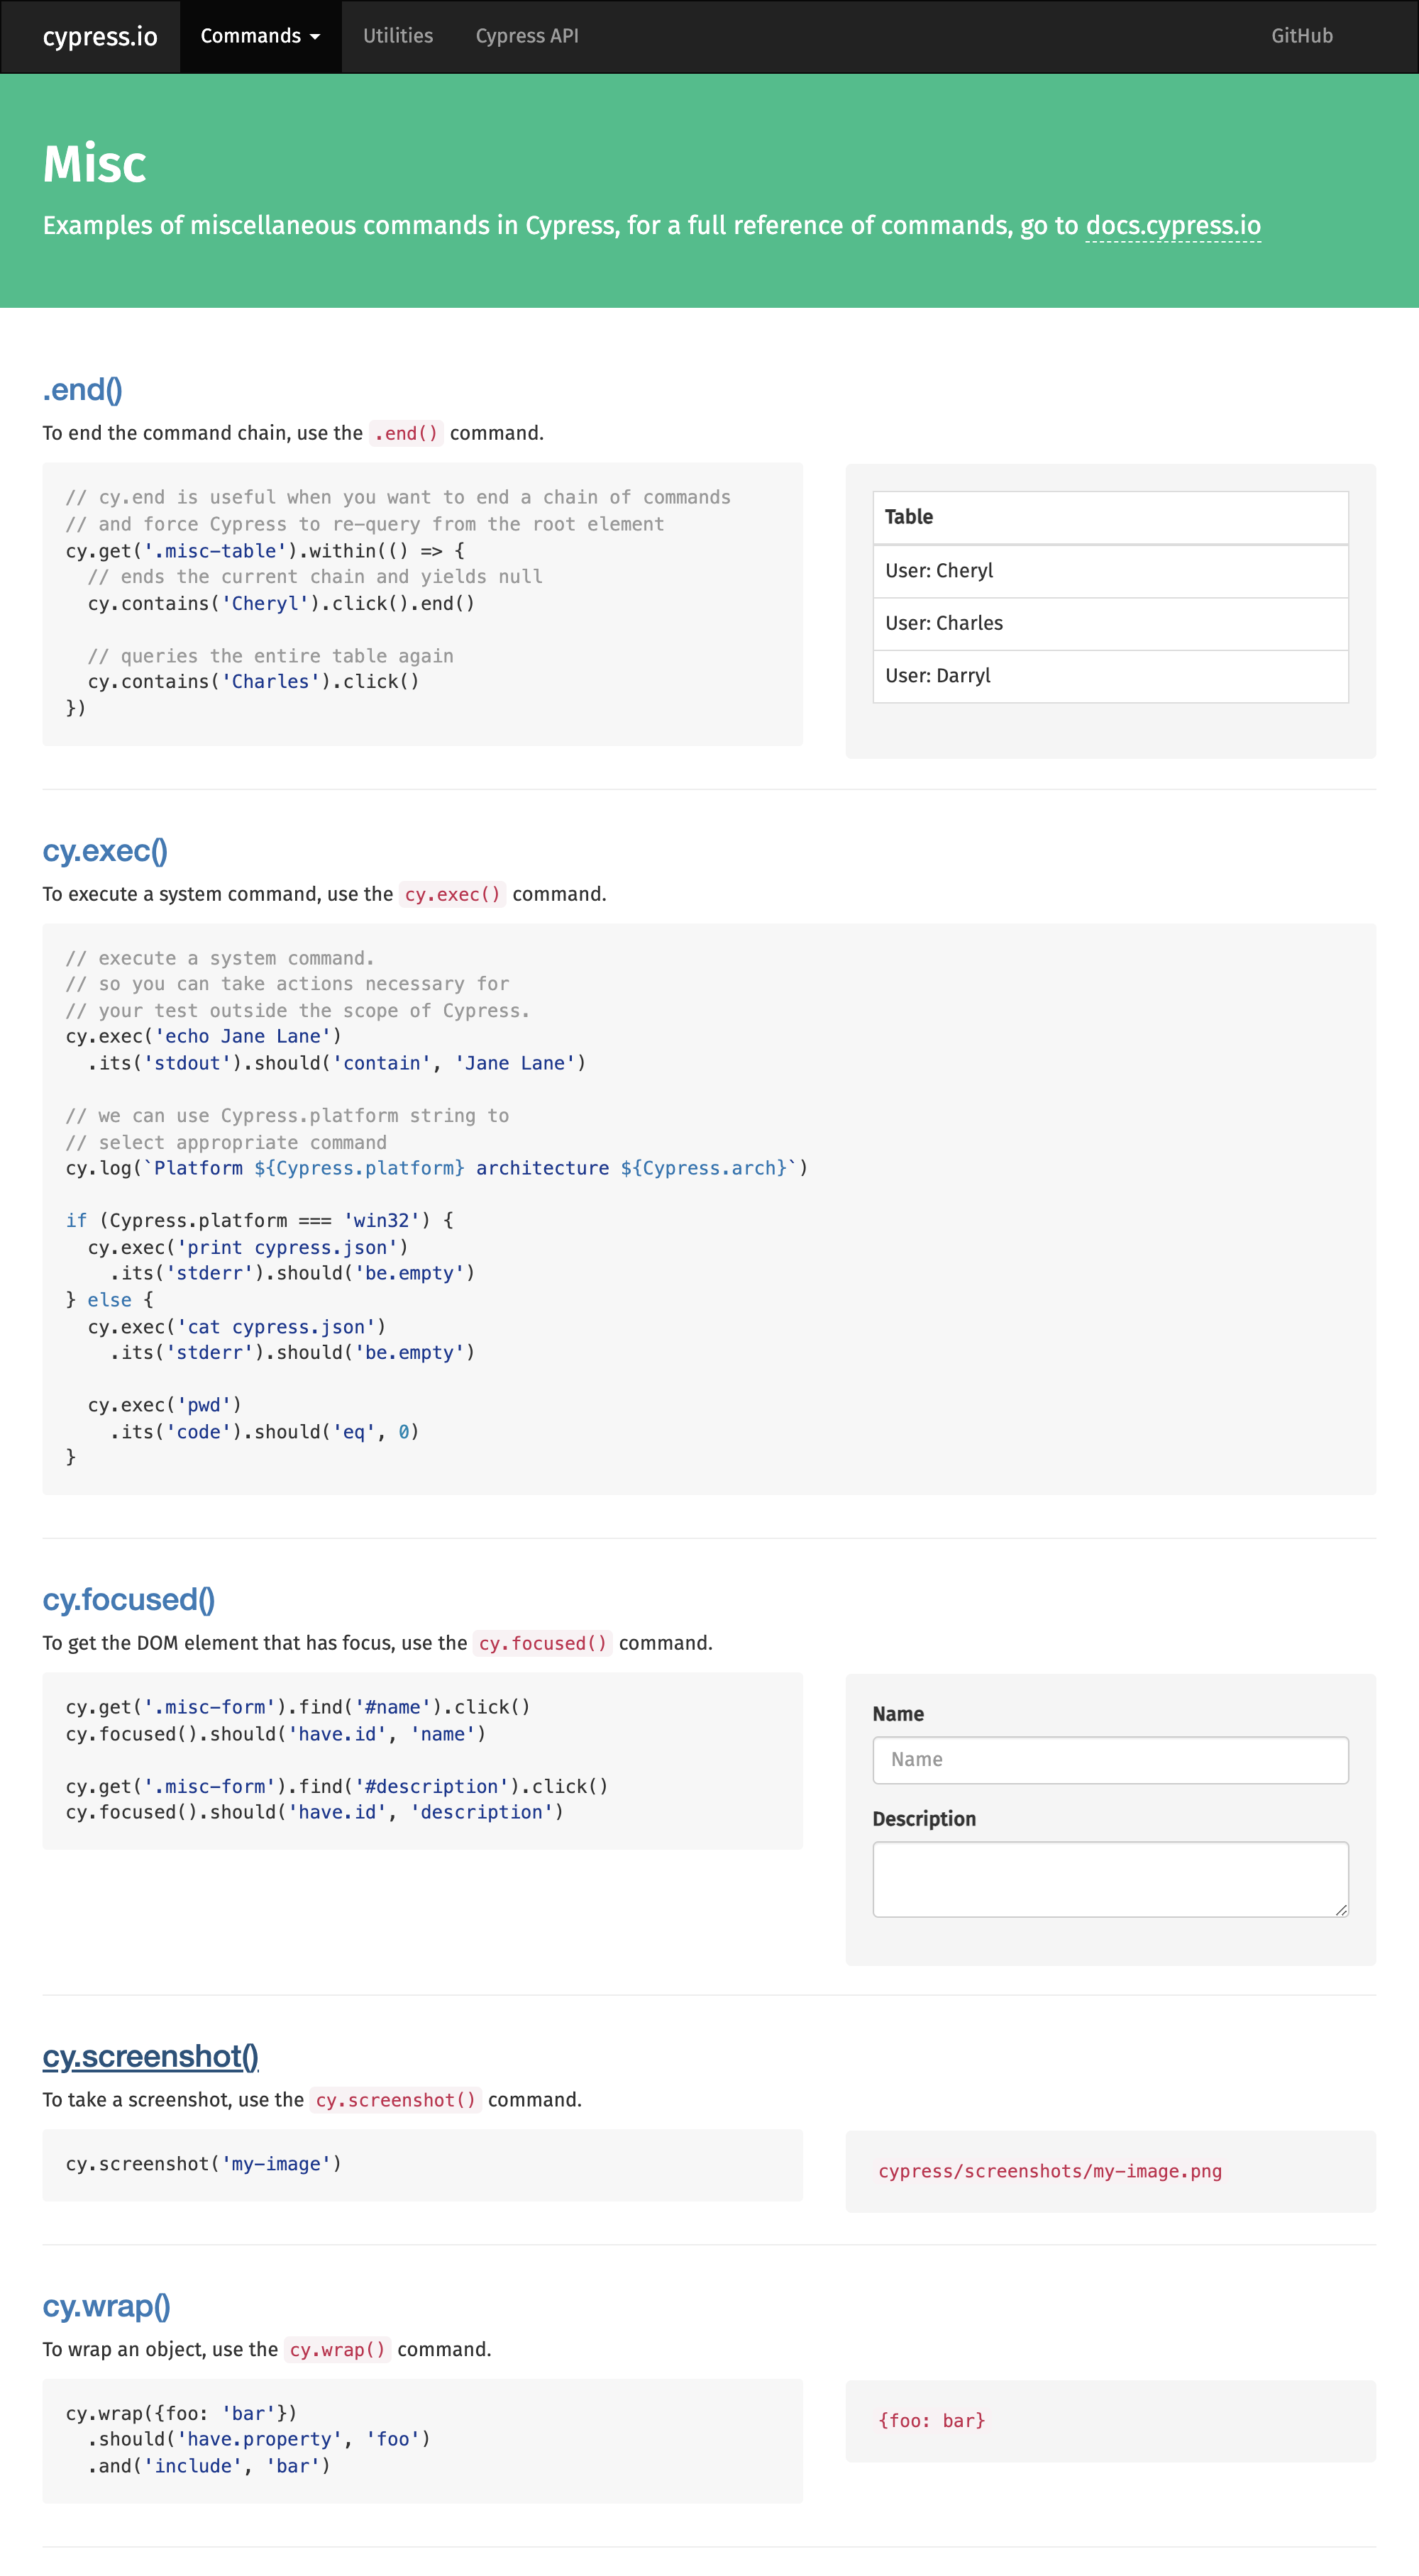 cypress.io Commands Utilities Cypress API GitHub
Misc
Examples of miscellaneous commands in Cypress, for a full reference of commands, go to docs.cypress.io
.end()
To end the command chain, use the .end() command.
// cy.end is useful when you want to end a chain of commands
// and force Cypress to re-query from the root element
cy.get('.misc-table').within(() => {
  // ends the current chain and yields null
  cy.contains('Cheryl').click().end()
  // queries the entire table again
  cy.contains('Charles').click()
})
Table
User: Cheryl
User: Charles
User: Darryl
cy.exec()
To execute a system command, use the cy.exec() command.
// execute a system command.
// so you can take actions necessary for
// your test outside the scope of Cypress.
cy.exec('echo Jane Lane')
  .its('stdout').should('contain', 'Jane Lane')
// we can use Cypress.platform string to
// select appropriate command
cy.log(`Platform ${Cypress.platform} architecture ${Cypress.arch}`)
if (Cypress.platform === 'win32') {
  cy.exec('print cypress.json')
    .its('stderr').should('be.empty')
} else {
  cy.exec('cat cypress.json')
    .its('stderr').should('be.empty')
  cy.exec('pwd')
    .its('code').should('eq', 0)
}
cy.focused()
To get the DOM element that has focus, use the cy.focused() command.
cy.get('.misc-form').find('#name').click()
cy.focused().should('have.id', 'name')
cy.get('.misc-form').find('#description').click()
cy.focused().should('have.id', 'description')
Name
Name
Description
cy.screenshot()
To take a screenshot, use the cy.screenshot() command.
cy.screenshot('my-image')
cypress/screenshots/my-image.png
cy.wrap()
To wrap an object, use the cy.wrap() command.
cy.wrap({foo: 'bar'})
  .should('have.property', 'foo')
  .and('include', 'bar')
{foo: bar}